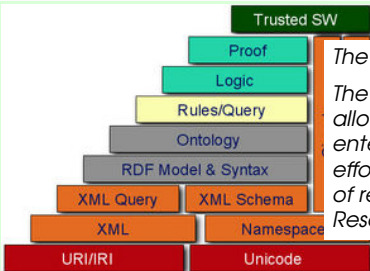 Trusted SW
Proof
Logic
Rules/Query
Ontology
RDF Model & Syntax
XML Query
XML Schema
XML
Namespace
URI/IRI
Unicode
The
The
allo
ente
effo
of re
Rese